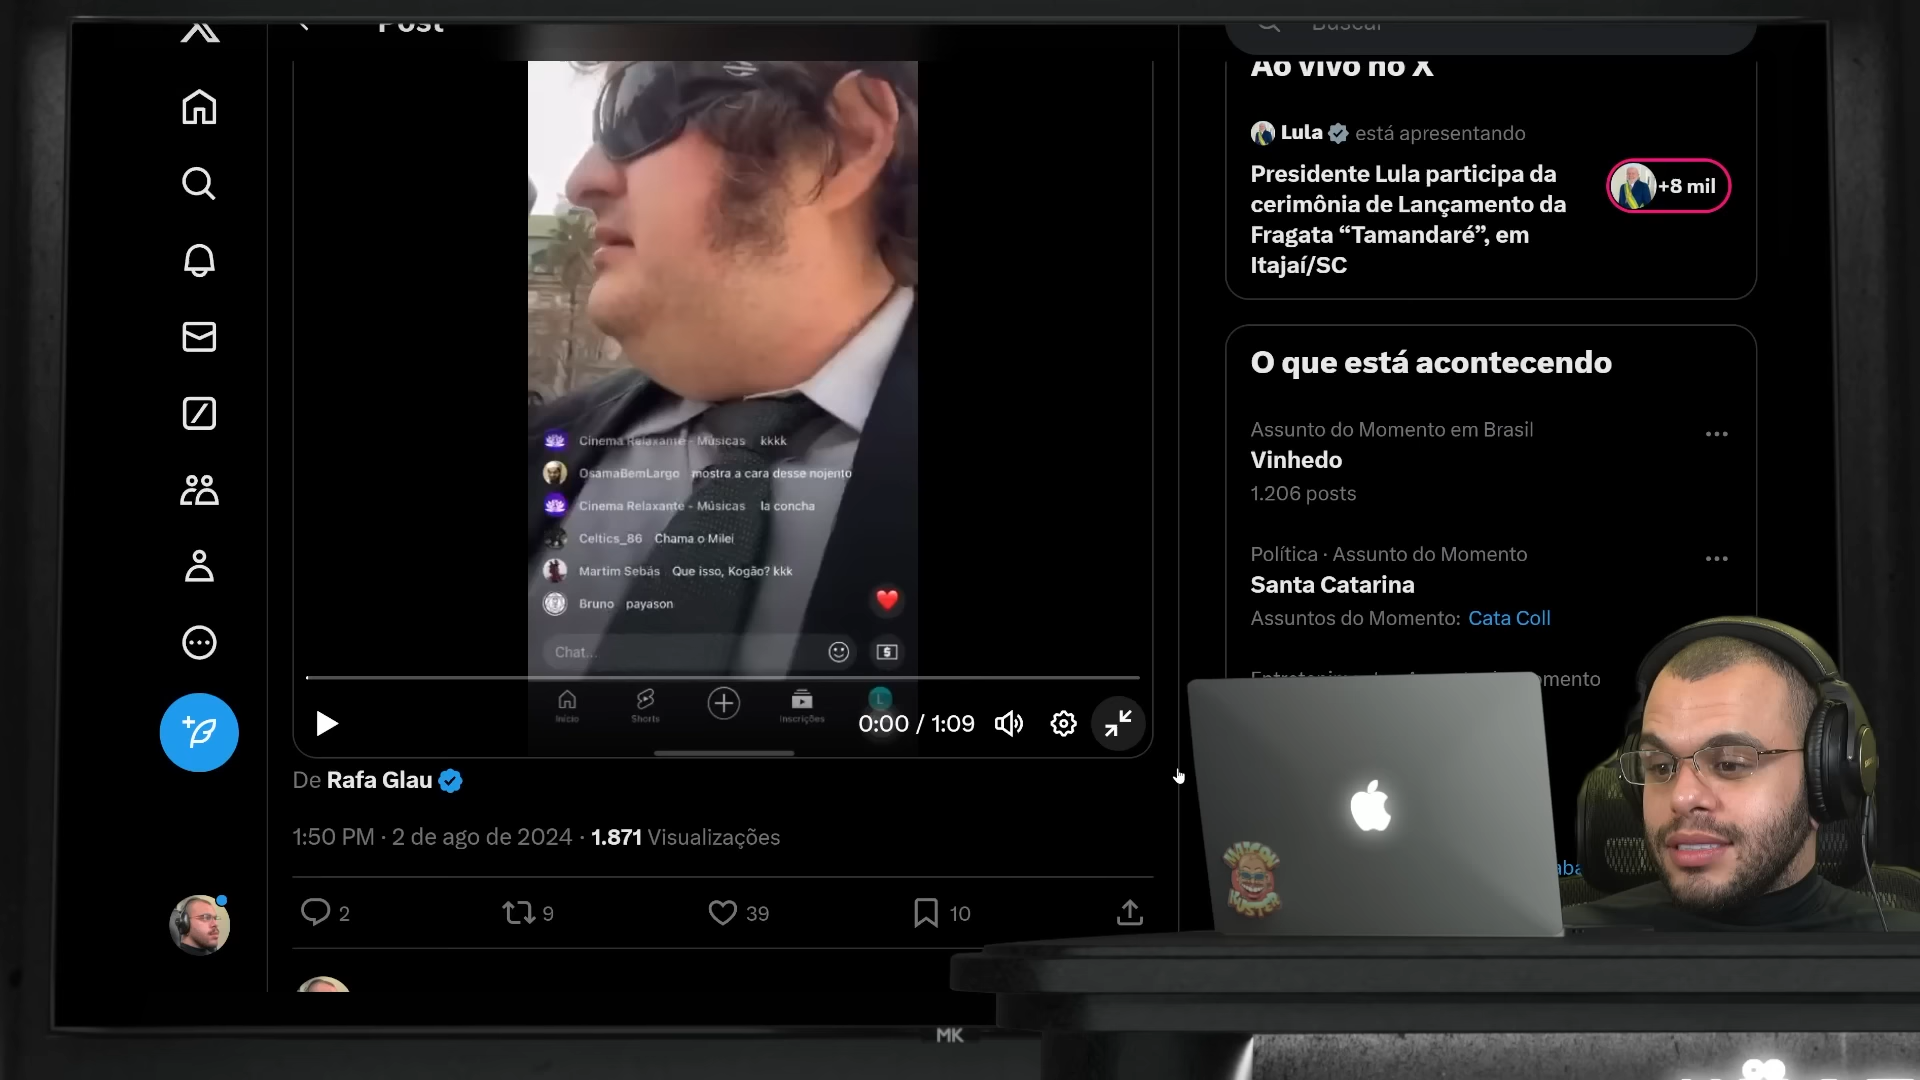 Post
Buscar
Ao vivo no X
Lula está apresentando
Presidente Lula participa da
cerimônia de Lançamento da
Fragata “Tamandaré”, em
Itajaí/SC
+8 mil
O que está acontecendo
Assunto do Momento em Brasil
Vinhedo
1.206 posts
Política · Assunto do Momento
Santa Catarina
Assuntos do Momento: Cata Coll
omento
Cinema Relaxante - Músicas kkkk
OsamaBemLargo mostra a cara desse nojento
Cinema Relaxante - Músicas la concha
Celtics_86 Chama o Milei
Martim Sebás Que isso, Kogão? kkk
Bruno payason
Chat...
Início
Shorts
Inscrições
L
0:00 / 1:09
De Rafa Glau
1:50 PM · 2 de ago de 2024 · 1.871 Visualizações
2
9
39
10
MK